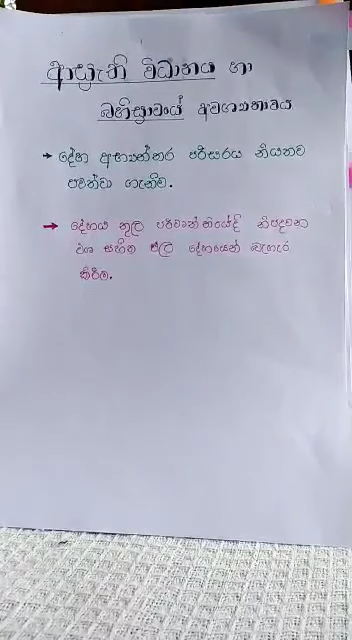 ආසෘති විධානය හා
බහිස්‍රාවයේ අවශ්‍යතාවය
→ දේහ අභ්‍යන්තර පරිසරය නියතව
පවත්වා ගැනීම.
→ දේහය තුල පරිවෘත්තියේදී නිපදවන
විශ සහිත ඵල දේහයෙන් බැහැර
කිරීම.